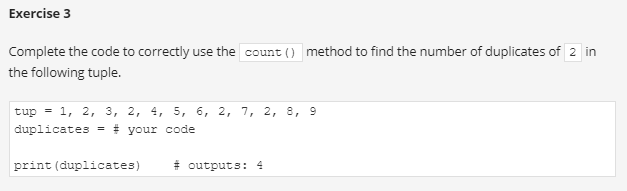 Exercise 3
Complete the code to correctly use the count() method to find the number of duplicates of 2 in
the following tuple.
tup = 1, 2, 3, 2, 4, 5, 6, 2, 7, 2, 8, 9
duplicates = # your code
print(duplicates)    # outputs: 4